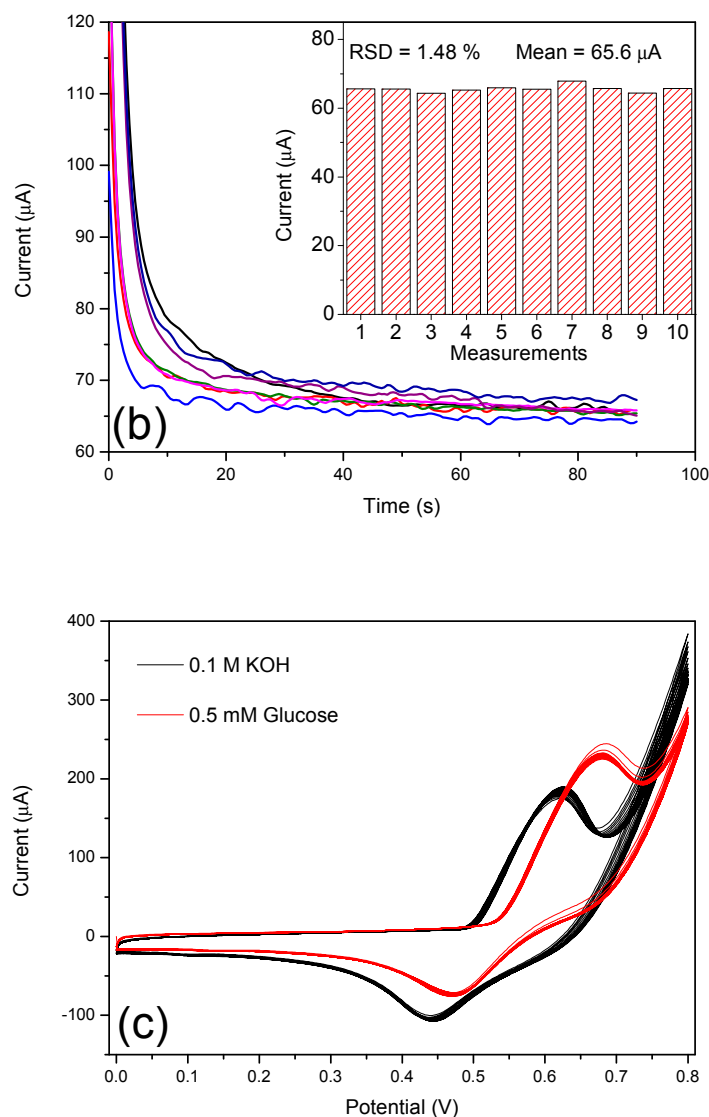 120
110
100
90
80
70
60
Current (µA)
0 20 40 60 80 100
Time (s)
(b)
RSD = 1.48 % Mean = 65.6 µA
80
60
40
20
0
Current (µA)
1 2 3 4 5 6 7 8 9 10
Measurements
400
300
200
100
0
-100
Current (µA)
0.1 M KOH
0.5 mM Glucose
(c)
0.0 0.1 0.2 0.3 0.4 0.5 0.6 0.7 0.8
Potential (V)